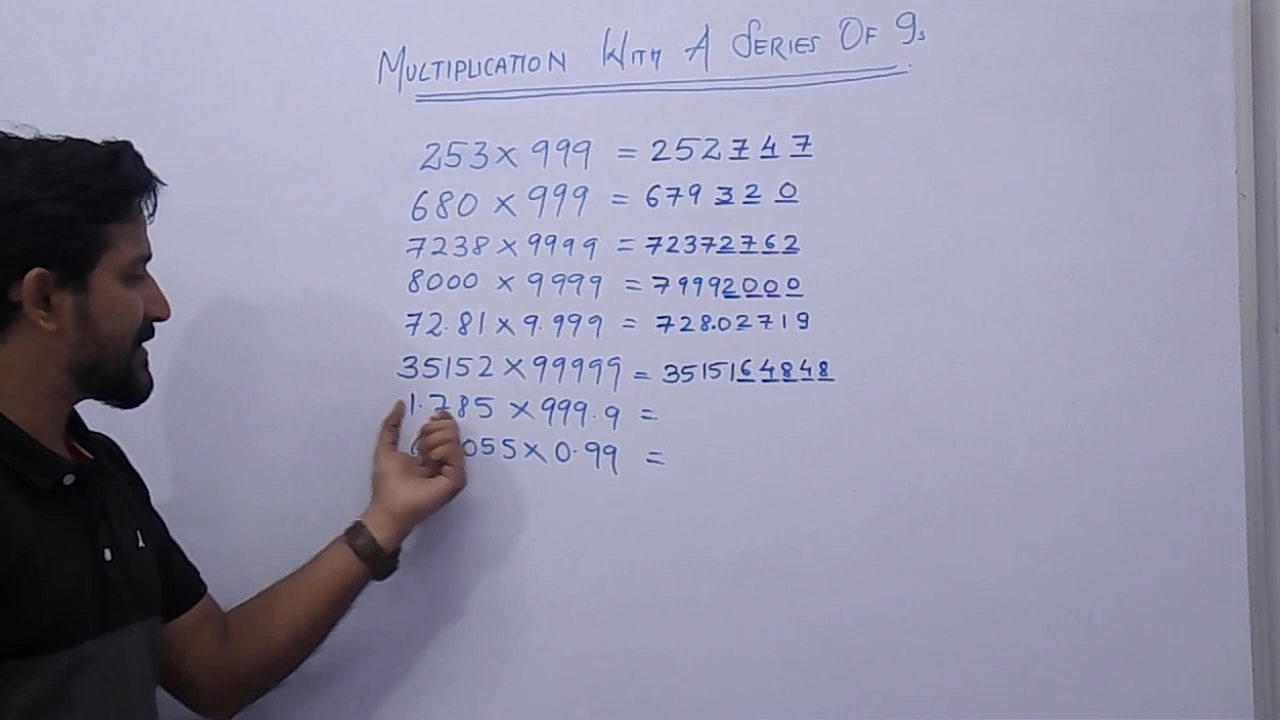 MULTIPLICATION WITH A SERIES OF 9s
253 × 999 = 252747
680 × 999 = 679320
7238 × 9999 = 72372762
8000 × 9999 = 79992000
72.81 × 9.999 = 728.02719
35152 × 99999 = 3515164848
1.785 × 999.9 =
055 × 0.99 =